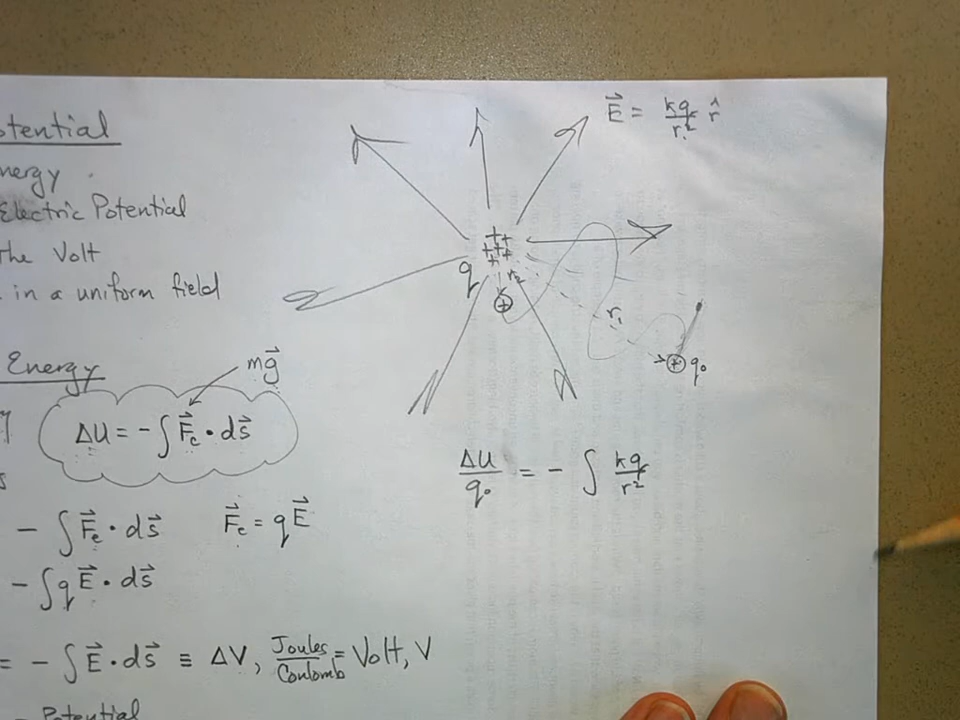 otential
nergy
Electric Potential
the Volt
in a uniform field
Energy
mg⃗
ΔU = - ∫ F⃗c • ds⃗
- ∫ F⃗e • ds⃗   F⃗e = qE⃗
- ∫ qE⃗ • ds⃗
= - ∫ E⃗ • ds⃗ ≡ ΔV, Joules/Coulomb = Volt, V
Potential
E⃗ = kq/r² r̂
+ + + + + +
q
r₂
+
r₁
+ q₀
ΔU/q₀ = - ∫ kq/r²